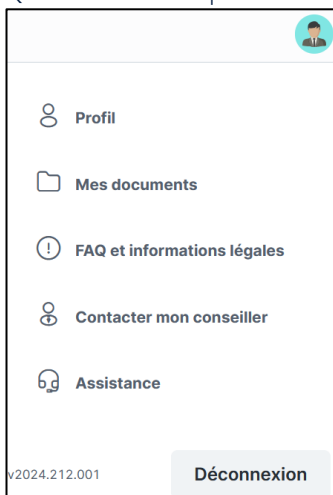 Profil
Mes documents
FAQ et informations légales
Contacter mon conseiller
Assistance
v2024.212.001
Déconnexion